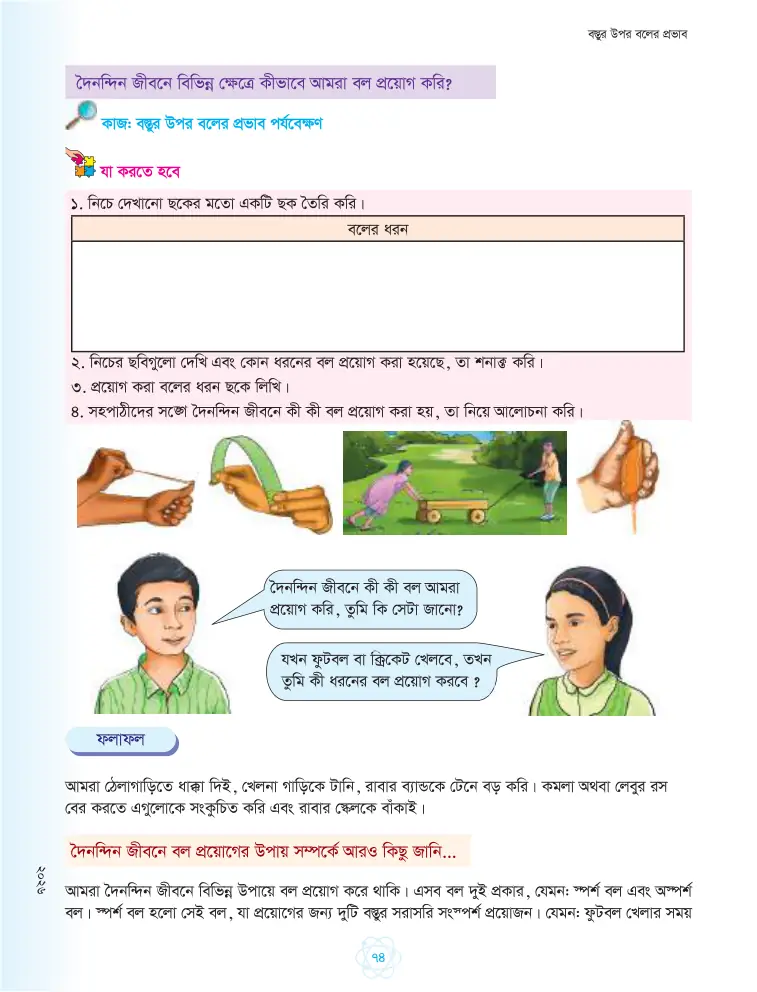 বস্তুর উপর বলের প্রভাব
দৈনন্দিন জীবনে বিভিন্ন ক্ষেত্রে কীভাবে আমরা বল প্রয়োগ করি?
কাজ: বস্তুর উপর বলের প্রভাব পর্যবেক্ষণ
যা করতে হবে
১. নিচে দেখানো ছকের মতো একটি ছক তৈরি করি।
বলের ধরন
২. নিচের ছবিগুলো দেখি এবং কোন ধরনের বল প্রয়োগ করা হয়েছে, তা শনাক্ত করি।
৩. প্রয়োগ করা বলের ধরন ছকে লিখি।
৪. সহপাঠীদের সঙ্গে দৈনন্দিন জীবনে কী কী বল প্রয়োগ করা হয়, তা নিয়ে আলোচনা করি।
দৈনন্দিন জীবনে কী কী বল আমরা
প্রয়োগ করি, তুমি কি সেটা জানো?
যখন ফুটবল বা ক্রিকেট খেলবে, তখন
তুমি কী ধরনের বল প্রয়োগ করবে ?
ফলাফল
আমরা ঠেলাগাড়িতে ধাক্কা দিই, খেলনা গাড়িকে টানি, রাবার ব্যান্ডকে টেনে বড় করি। কমলা অথবা লেবুর রস
বের করতে এগুলোকে সংকুচিত করি এবং রাবার স্কেলকে বাঁকাই।
দৈনন্দিন জীবনে বল প্রয়োগের উপায় সম্পর্কে আরও কিছু জানি...
আমরা দৈনন্দিন জীবনে বিভিন্ন উপায়ে বল প্রয়োগ করে থাকি। এসব বল দুই প্রকার, যেমন: স্পর্শ বল এবং অস্পর্শ
বল। স্পর্শ বল হলো সেই বল, যা প্রয়োগের জন্য দুটি বস্তুর সরাসরি সংস্পর্শ প্রয়োজন। যেমন: ফুটবল খেলার সময়
২০২৫
৭৪